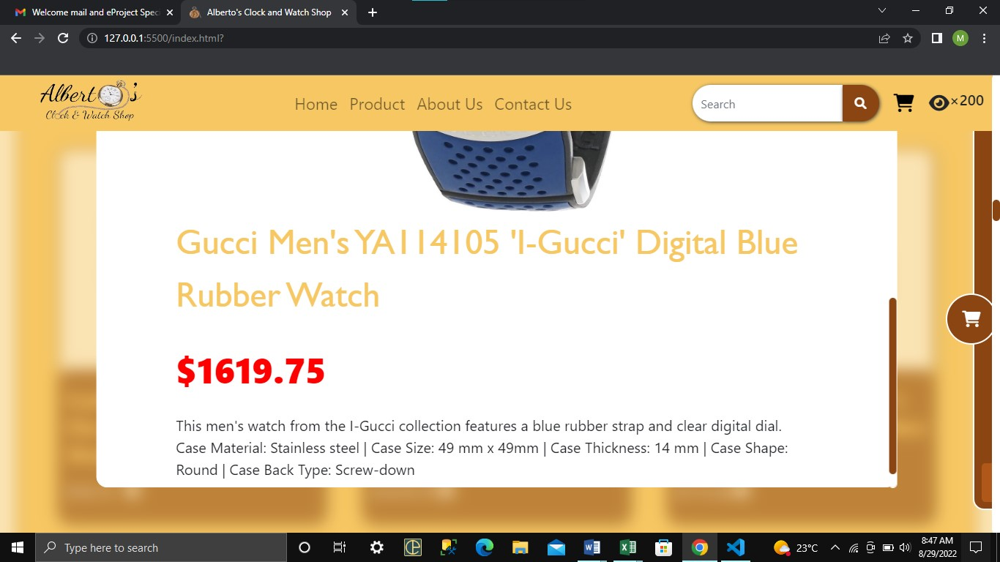 Welcome mail and eProject Spec
Alberto's Clock and Watch Shop
127.0.0.1:5500/index.html?
M
Albert 's
Clock & Watch Shop
Home Product About Us Contact Us
Search
×200
Gucci Men's YA114105 'I-Gucci' Digital Blue
Rubber Watch
$1619.75
This men's watch from the I-Gucci collection features a blue rubber strap and clear digital dial.
Case Material: Stainless steel | Case Size: 49 mm x 49mm | Case Thickness: 14 mm | Case Shape:
Round | Case Back Type: Screw-down
Type here to search
23°C
8:47 AM
8/29/2022